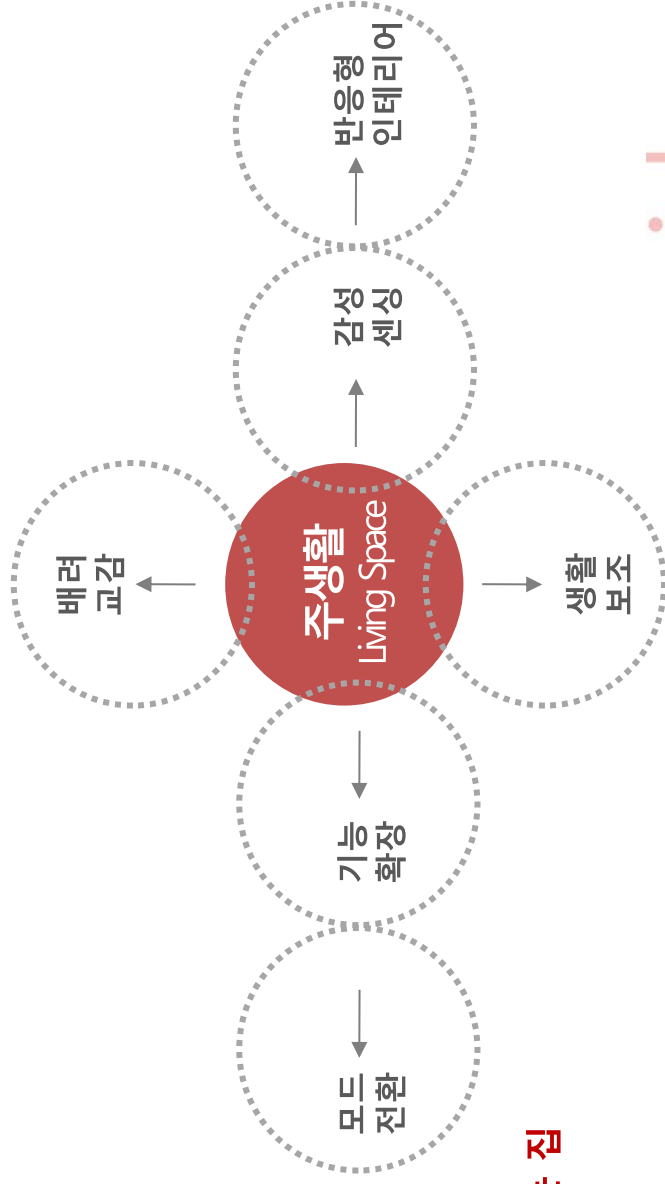 배려
교감
모드
전환
기능
확장
주생활
Living Space
감성
센싱
반응형
인테리어
생활
보조
집